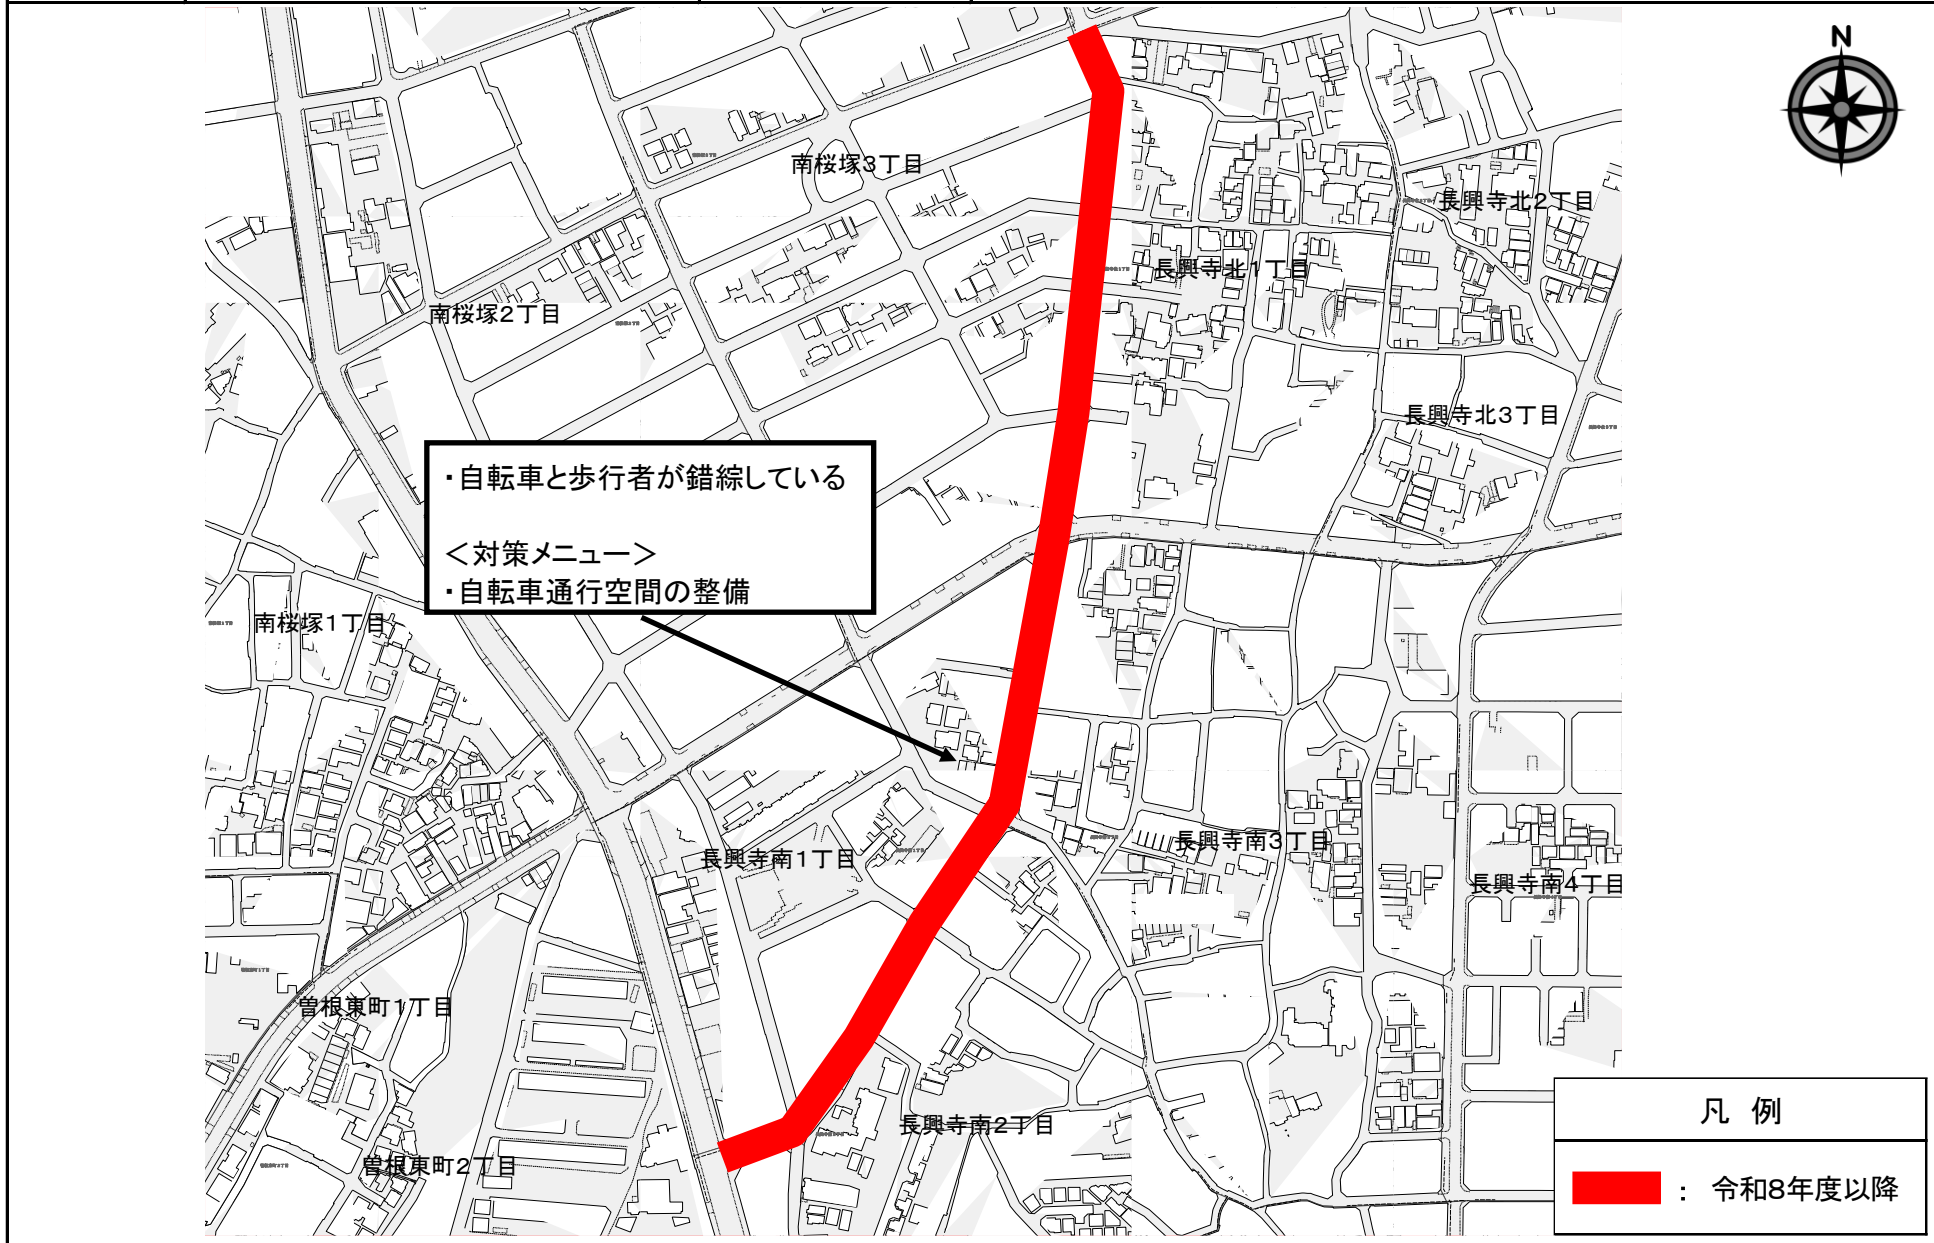 N
南桜塚3丁目
長興寺北2丁目
長興寺北1丁目
南桜塚2丁目
長興寺北3丁目
・自転車と歩行者が錯綜している
＜対策メニュー＞
・自転車通行空間の整備
南桜塚1丁目
長興寺南1丁目
長興寺南3丁目
長興寺南4丁目
曽根東町1丁目
長興寺南2丁目
曽根東町2丁目
凡 例
： 令和8年度以降